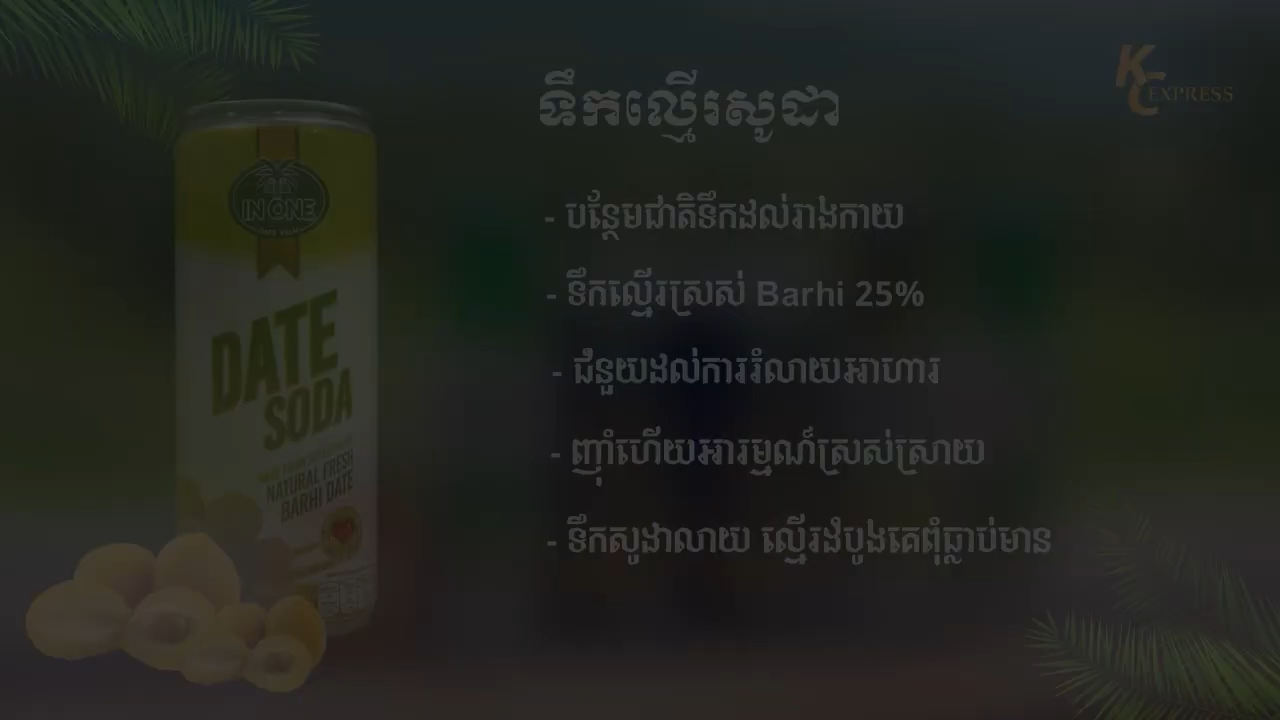 K
C EXPRESS
ទឹកល្មើរសូដា
- បន្ថែមជាតិទឹកដល់រាងកាយ
- ទឹកល្មើរស្រស់ Barhi 25%
- ជំនួយដល់ការរំលាយអាហារ
- ញ៉ាំហើយអារម្មណ៍ស្រស់ស្រាយ
- ទឹកសូដាលាយ ល្មើរដំបូងគេពុំធ្លាប់មាន
IN ONE
DATE
SODA
NATURAL FRESH
BARHI DATE